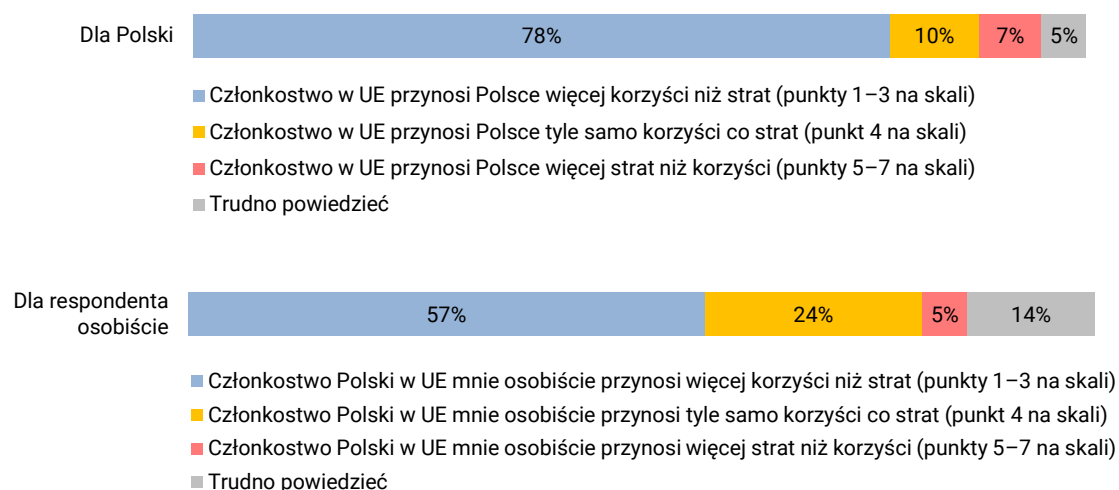 Dla Polski
78%
10%
7%
5%
Członkostwo w UE przynosi Polsce więcej korzyści niż strat (punkty 1–3 na skali)
Członkostwo w UE przynosi Polsce tyle samo korzyści co strat (punkt 4 na skali)
Członkostwo w UE przynosi Polsce więcej strat niż korzyści (punkty 5–7 na skali)
Trudno powiedzieć
Dla respondenta
osobiście
57%
24%
5%
14%
Członkostwo Polski w UE mnie osobiście przynosi więcej korzyści niż strat (punkty 1–3 na skali)
Członkostwo Polski w UE mnie osobiście przynosi tyle samo korzyści co strat (punkt 4 na skali)
Członkostwo Polski w UE mnie osobiście przynosi więcej strat niż korzyści (punkty 5–7 na skali)
Trudno powiedzieć